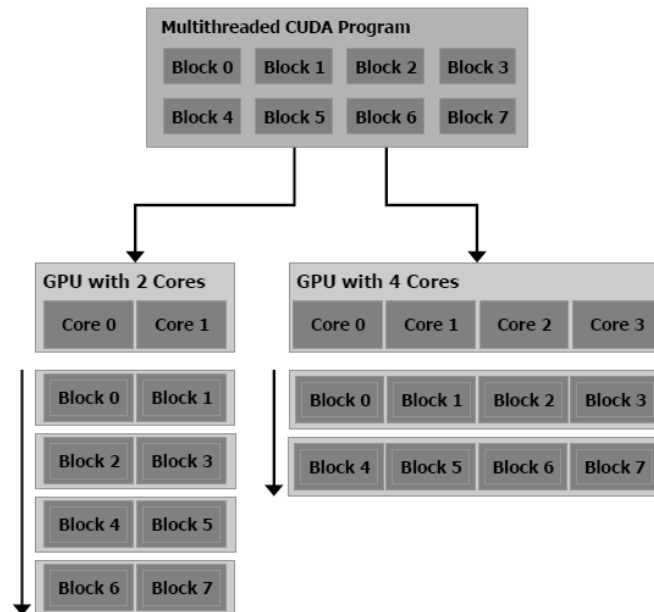 Multithreaded CUDA Program
Block 0 Block 1 Block 2 Block 3
Block 4 Block 5 Block 6 Block 7
GPU with 2 Cores
Core 0 Core 1
Block 0 Block 1
Block 2 Block 3
Block 4 Block 5
Block 6 Block 7
GPU with 4 Cores
Core 0 Core 1 Core 2 Core 3
Block 0 Block 1 Block 2 Block 3
Block 4 Block 5 Block 6 Block 7